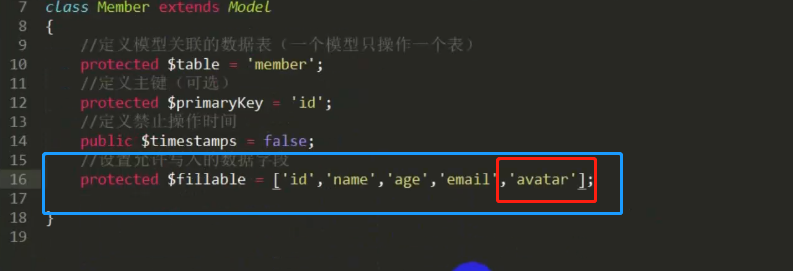 7 class Member extends Model
8 {
9 //定义模型关联的数据表（一个模型只操作一个表）
10 protected $table = 'member';
11 //定义主键（可选）
12 protected $primaryKey = 'id';
13 //定义禁止操作时间
14 public $timestamps = false;
15 //设置允许写入的数据字段
16 protected $fillable = ['id','name','age','email','avatar'];
17
18 }
19